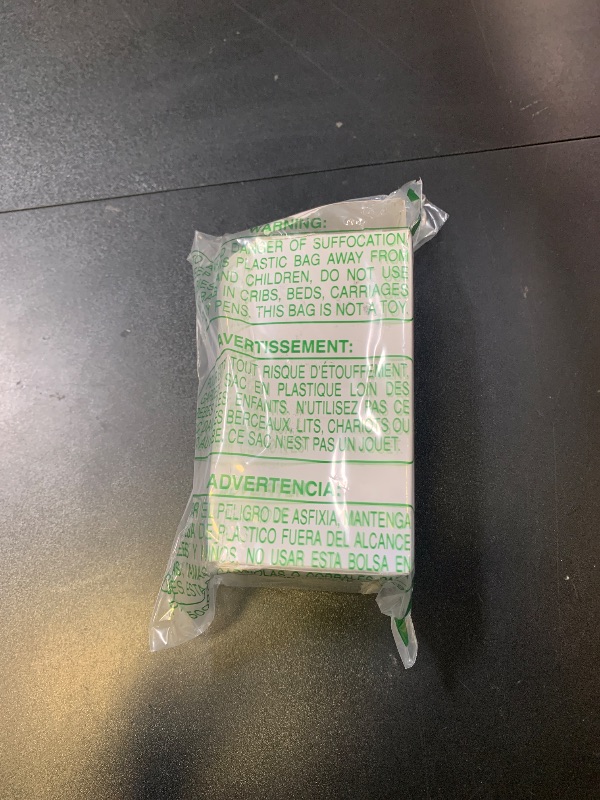 WARNING:
DANGER OF SUFFOCATION,
PLASTIC BAG AWAY FROM
AND CHILDREN, DO NOT USE
IN CRIBS, BEDS, CARRIAGES
PENS. THIS BAG IS NOT A TOY.
AVERTISSEMENT:
TOUT RISQUE D'ÉTOUFFEMENT,
SAC EN PLASTIQUE LOIN DES
ENFANTS. N'UTILISEZ PAS CE
BERCEAUX, LITS, CHARIOTS OU
CE SAC N'EST PAS UN JOUET.
ADVERTENCIA:
EL PELIGRO DE ASFIXIA, MANTENGA
DE PLASTICO FUERA DEL ALCANCE
Y NIÑOS. NO USAR ESTA BOLSA EN